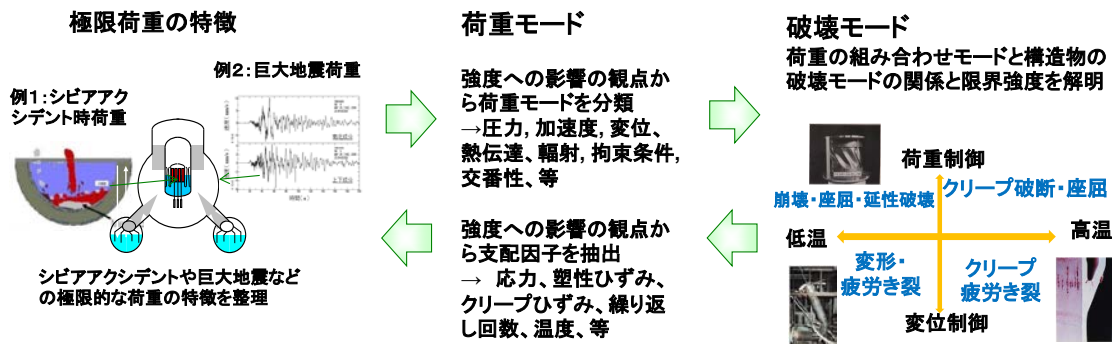 極限荷重の特徴
例2：巨大地震荷重
例1：シビアアク
シデント時荷重
シビアアクシデントや巨大地震など
の極限的な荷重の特徴を整理
荷重モード
強度への影響の観点か
ら荷重モードを分類
→圧力，加速度，変位、
熱伝達、輻射，拘束条件，
交番性、等
強度への影響の観点か
ら支配因子を抽出
→ 応力、塑性ひずみ、
クリープひずみ、繰り返
し回数、温度、等
破壊モード
荷重の組み合わせモードと構造物の
破壊モードの関係と限界強度を解明
荷重制御
崩壊・座屈・延性破壊
クリープ破断・座屈
低温
高温
変形・
疲労き裂
クリープ
疲労き裂
変位制御